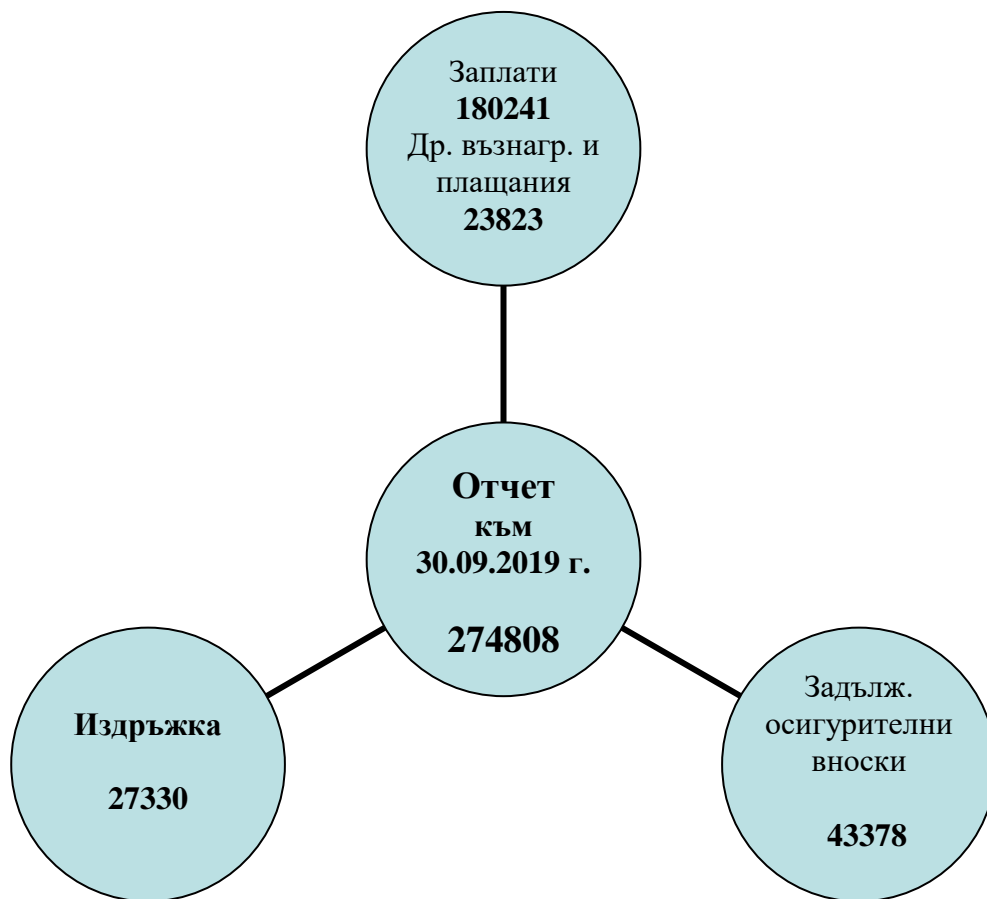 Заплати
180241
Др. възнагр. и
плащания
23823
Отчет
към
30.09.2019 г.
274808
Издръжка
27330
Задълж.
осигурителни
вноски
43378